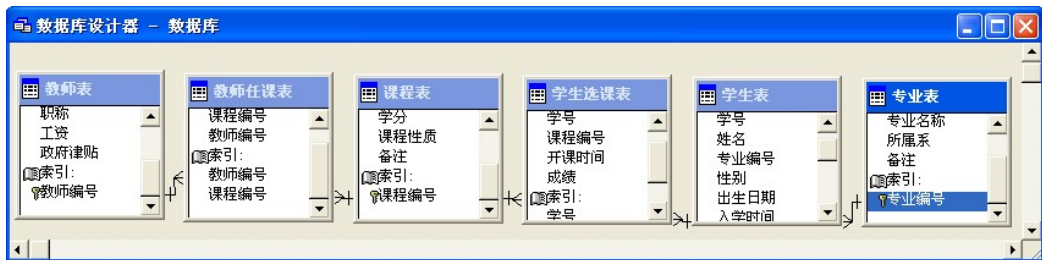 数据库设计器 - 数据库
教师表
职称
工资
政府津贴
索引:
教师编号
教师任课表
课程编号
教师编号
索引:
教师编号
课程编号
课程表
学分
课程性质
备注
索引:
课程编号
学生选课表
学号
课程编号
开课时间
成绩
索引:
学号
学生表
学号
姓名
专业编号
性别
出生日期
入学时间
专业表
专业名称
所属系
备注
索引:
专业编号